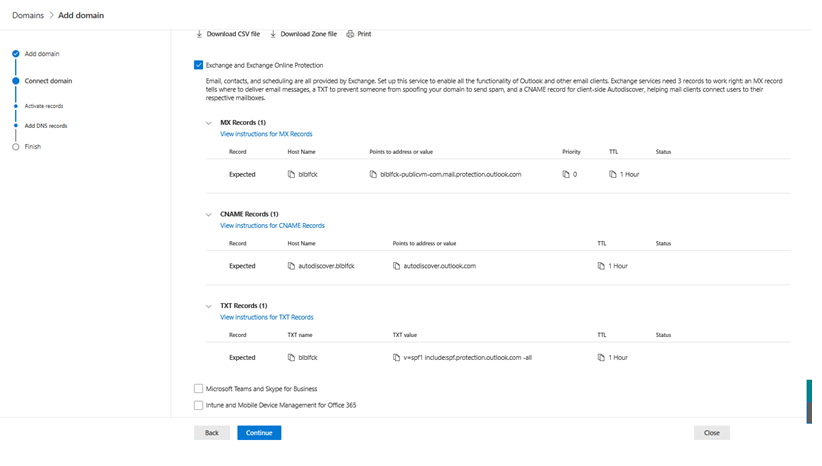 Domains > Add domain
Download CSV file Download Zone file Print
Add domain
Connect domain
Activate records
Add DNS records
Finish
Exchange and Exchange Online Protection
Email, contacts, and scheduling are all provided by Exchange. Set up this service to enable all the functionality of Outlook and other email clients. Exchange services need 3 records to work right: an MX record
tells where to deliver email messages, a TXT to prevent someone from spoofing your domain to send spam, and a CNAME record for client-side Autodiscover, helping mail clients connect users to their
respective mailboxes.
MX Records (1)
View instructions for MX Records
Record Host Name Points to address or value Priority TTL Status
Expected blblfck blblfck-publicvm-com.mail.protection.outlook.com 0 1 Hour
CNAME Records (1)
View instructions for CNAME Records
Record Host Name Points to address or value TTL Status
Expected autodiscover.blblfck autodiscover.outlook.com 1 Hour
TXT Records (1)
View instructions for TXT Records
Record TXT name TXT value TTL Status
Expected blblfck v=spf1 include:spf.protection.outlook.com -all 1 Hour
Microsoft Teams and Skype for Business
Intune and Mobile Device Management for Office 365
Back Continue Close